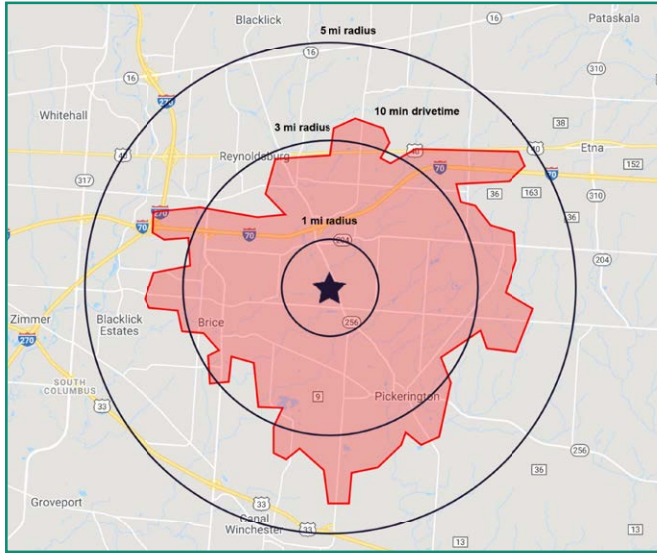 Blacklick
Pataskala
5 mi radius
16
310
16
270
Whitehall
10 min drivetime
38
3 mi radius
40
Reynoldsburg
40
40
Etna
152
317
70
70
36
163
310
270
36
1 mi radius
70
70
204
204
Zimmer
Blacklick
Estates
Brice
256
270
SOUTH
COLUMBUS
9
Pickerington
33
256
36
Groveport
33
Canal
Winchester
33
13
13